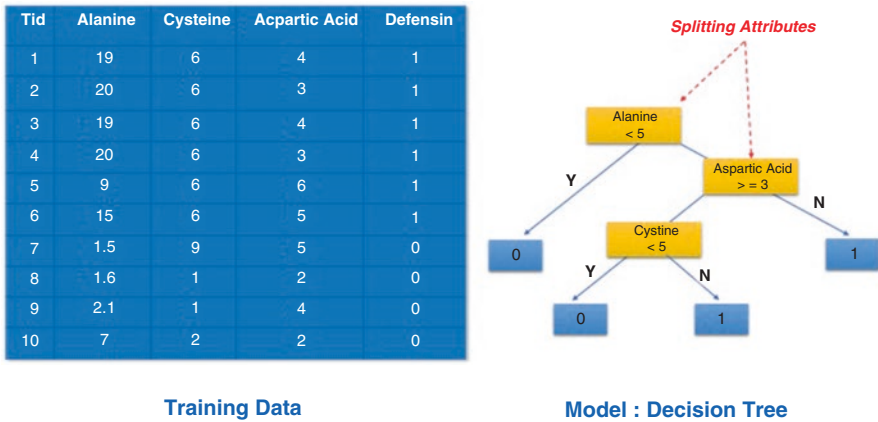 Tid Alanine Cysteine Acpartic Acid Defensin
1 19 6 4 1
2 20 6 3 1
3 19 6 4 1
4 20 6 3 1
5 9 6 6 1
6 15 6 5 1
7 1.5 9 5 0
8 1.6 1 2 0
9 2.1 1 4 0
10 7 2 2 0
Training Data
Splitting Attributes
Alanine
< 5
Y
Aspartic Acid
> = 3
N
Cystine
< 5
0
1
Y
N
0
1
Model : Decision Tree